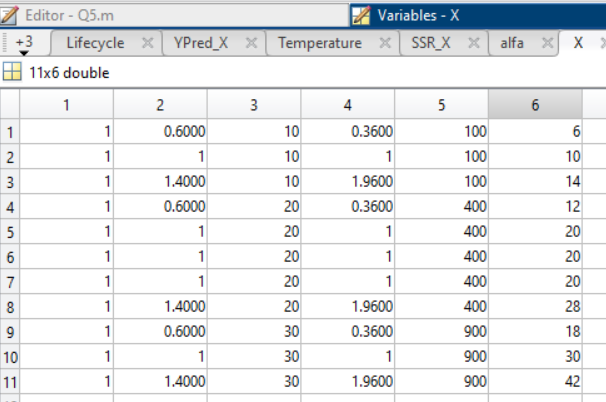 Editor - Q5.m Variables - X
+3 Lifecycle YPred_X Temperature SSR_X alfa X
11x6 double
1 2 3 4 5 6
1 1 0.6000 10 0.3600 100 6
2 1 1 10 1 100 10
3 1 1.4000 10 1.9600 100 14
4 1 0.6000 20 0.3600 400 12
5 1 1 20 1 400 20
6 1 1 20 1 400 20
7 1 1 20 1 400 20
8 1 1.4000 20 1.9600 400 28
9 1 0.6000 30 0.3600 900 18
10 1 1 30 1 900 30
11 1 1.4000 30 1.9600 900 42